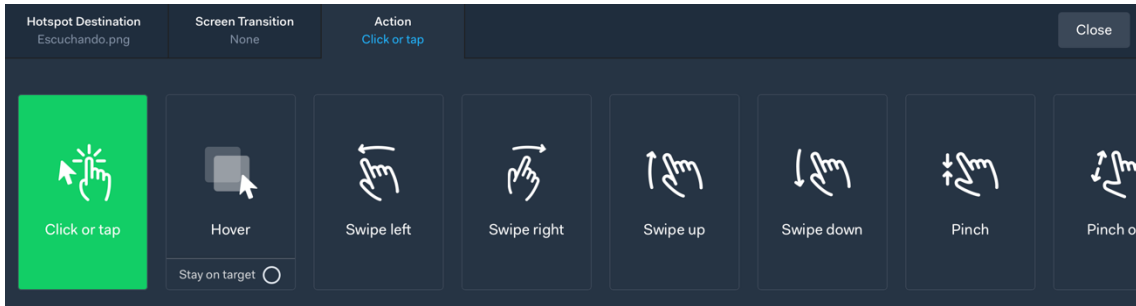 Hotspot Destination
Escuchando.png
Screen Transition
None
Action
Click or tap
Close
Click or tap
Hover
Stay on target
Swipe left
Swipe right
Swipe up
Swipe down
Pinch
Pinch o